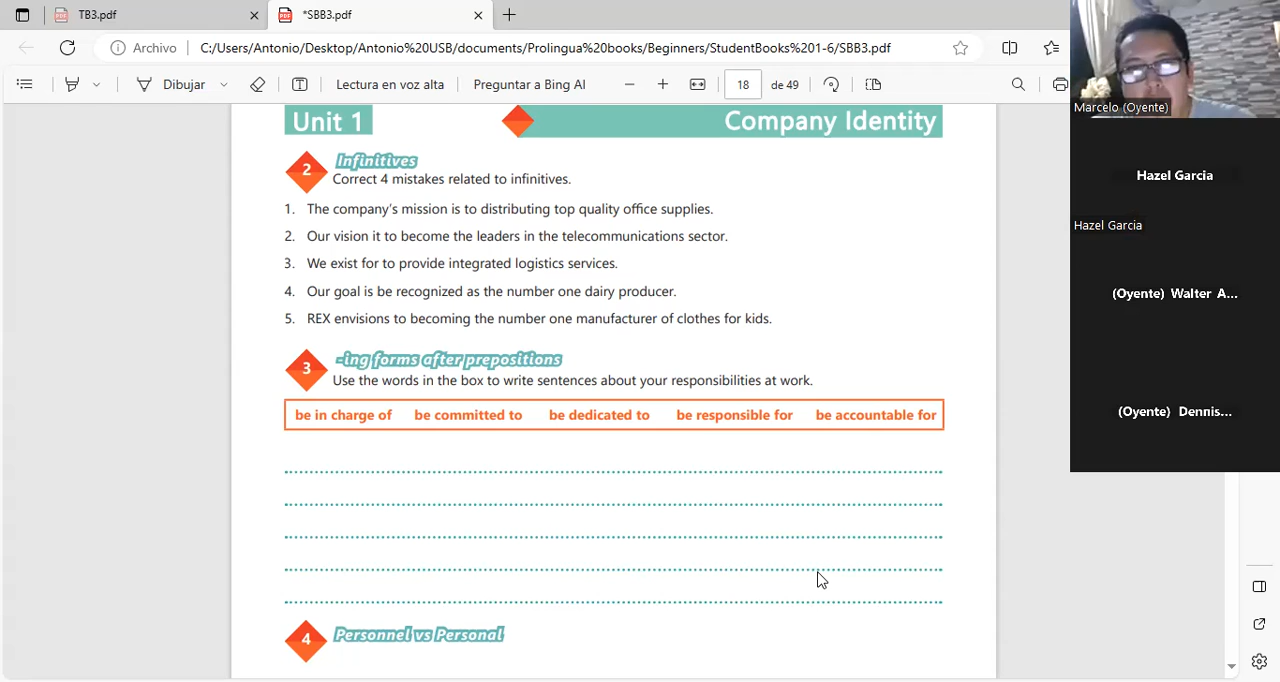 TB3.pdf
*SBB3.pdf
Archivo
C:/Users/Antonio/Desktop/Antonio%20USB/documents/Prolingua%20books/Beginners/StudentBooks%201-6/SBB3.pdf
Dibujar
Lectura en voz alta
Preguntar a Bing AI
18
de 49
Unit 1
Company Identity
2
Infinitives
Correct 4 mistakes related to infinitives.
1. The company's mission is to distributing top quality office supplies.
2. Our vision it to become the leaders in the telecommunications sector.
3. We exist for to provide integrated logistics services.
4. Our goal is be recognized as the number one dairy producer.
5. REX envisions to becoming the number one manufacturer of clothes for kids.
3
-ing forms after prepositions
Use the words in the box to write sentences about your responsibilities at work.
be in charge of be committed to be dedicated to be responsible for be accountable for
4
Personnel vs Personal
Marcelo (Oyente)
Hazel Garcia
Hazel Garcia
(Oyente) Walter A...
(Oyente) Dennis...